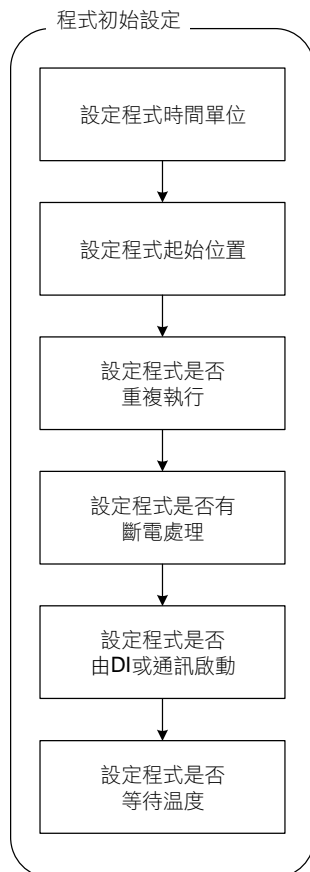 程式初始設定
設定程式時間單位
設定程式起始位置
設定程式是否
重複執行
設定程式是否有
斷電處理
設定程式是否
由DI或通訊啟動
設定程式是否
等待温度